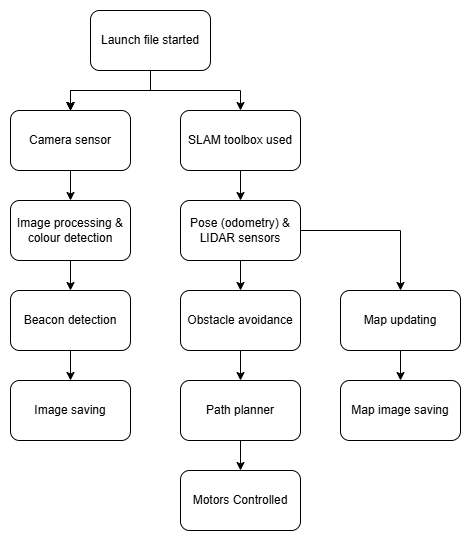 Launch file started
Camera sensor
SLAM toolbox used
Image processing &
colour detection
Pose (odometry) &
LIDAR sensors
Beacon detection
Obstacle avoidance
Map updating
Image saving
Path planner
Map image saving
Motors Controlled